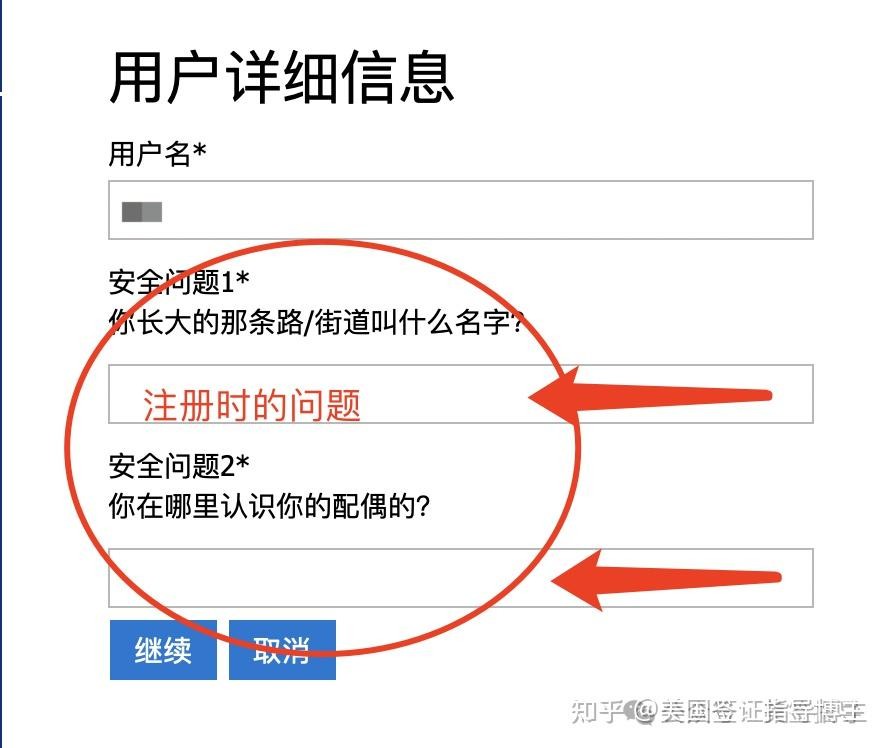 用户详细信息
用户名*
安全问题1*
你长大的那条路/街道叫什么名字?
注册时的问题
安全问题2*
你在哪里认识你的配偶的?
继续
取消
知乎 @美国签证指导博主